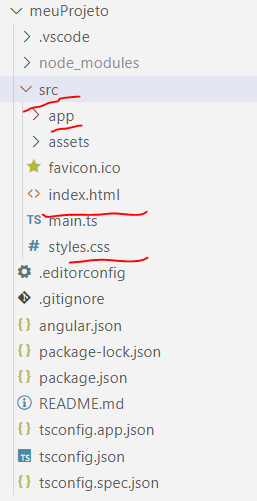 meuProjeto
.vscode
node_modules
src
app
assets
favicon.ico
index.html
TS main.ts
# styles.css
.editorconfig
.gitignore
{} angular.json
{} package-lock.json
{} package.json
README.md
{} tsconfig.app.json
TS tsconfig.json
{} tsconfig.spec.json